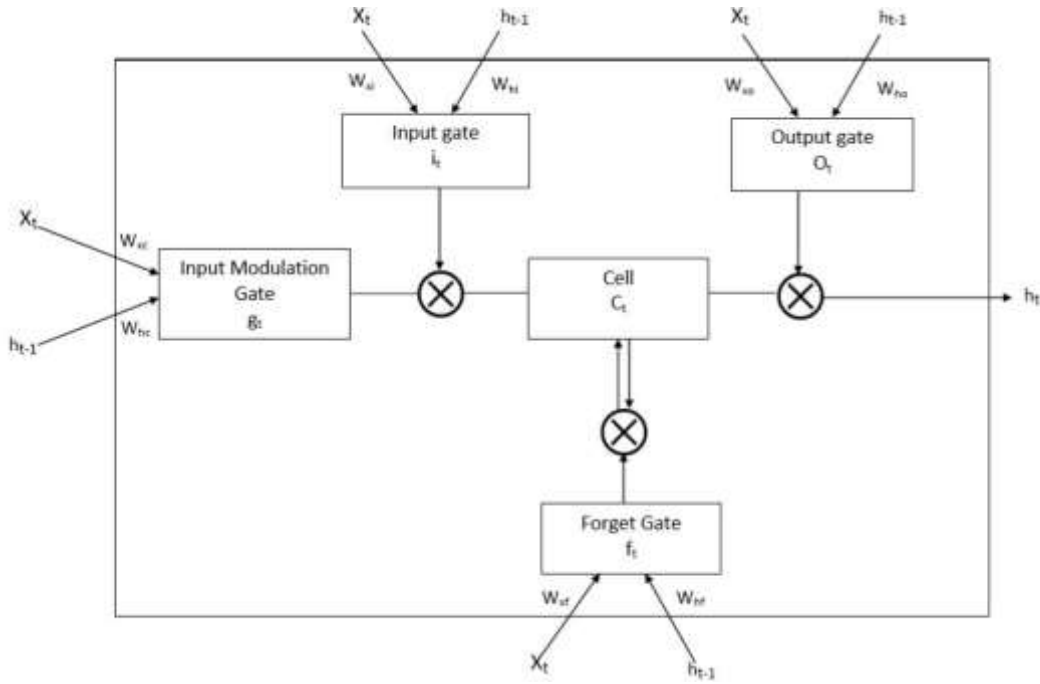 Xₜ
hₜ₋₁
Xₜ
hₜ₋₁
Wₓᵢ
Wₕᵢ
Wₓₒ
Wₕₒ
Input gate
iₜ
Output gate
Oₜ
Xₜ
Wₓc
Input Modulation
Gate
gₜ
Cell
Cₜ
hₜ
Wₕc
hₜ₋₁
Forget Gate
fₜ
Wₓf
Wₕf
Xₜ
hₜ₋₁